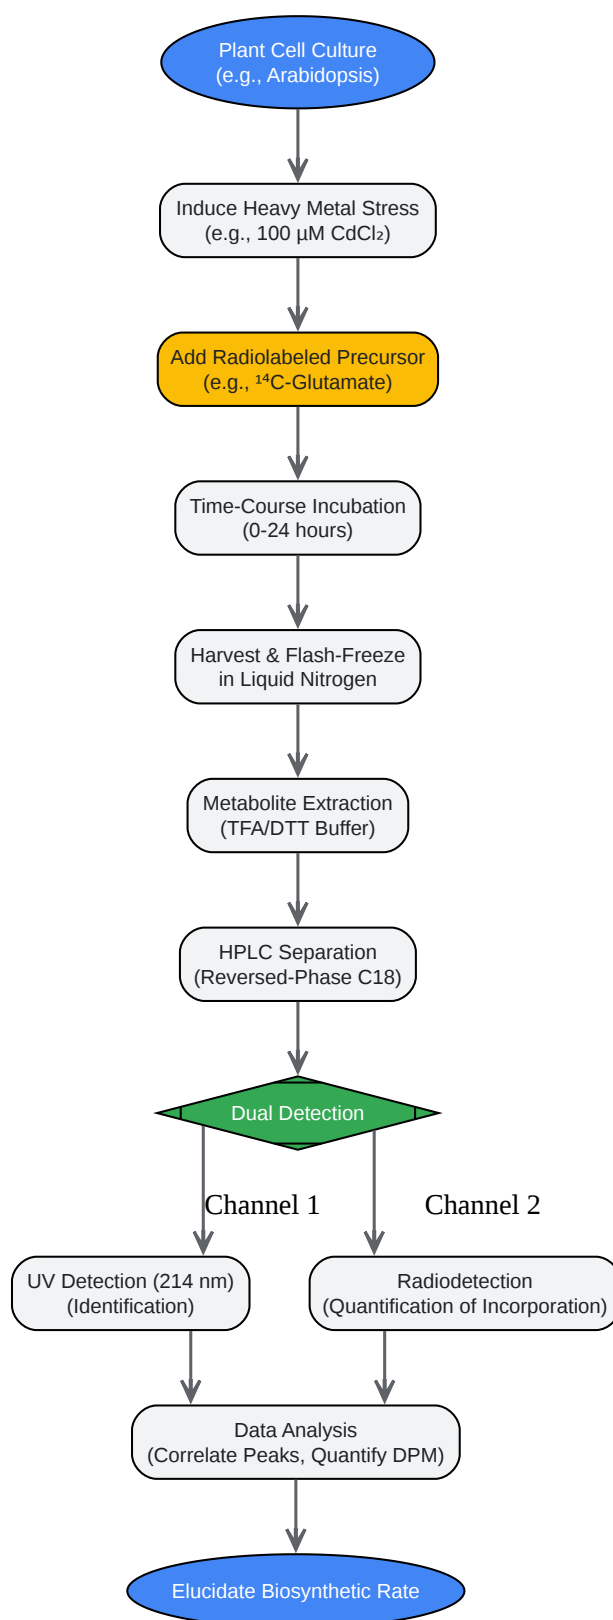 Plant Cell Culture
(e.g., Arabidopsis)
Induce Heavy Metal Stress
(e.g., 100 µM CdCl₂)
Add Radiolabeled Precursor
(e.g., ¹⁴C-Glutamate)
Time-Course Incubation
(0-24 hours)
Harvest & Flash-Freeze
in Liquid Nitrogen
Metabolite Extraction
(TFA/DTT Buffer)
HPLC Separation
(Reversed-Phase C18)
Dual Detection
Channel 1
Channel 2
UV Detection (214 nm)
(Identification)
Radiodetection
(Quantification of Incorporation)
Data Analysis
(Correlate Peaks, Quantify DPM)
Elucidate Biosynthetic Rate